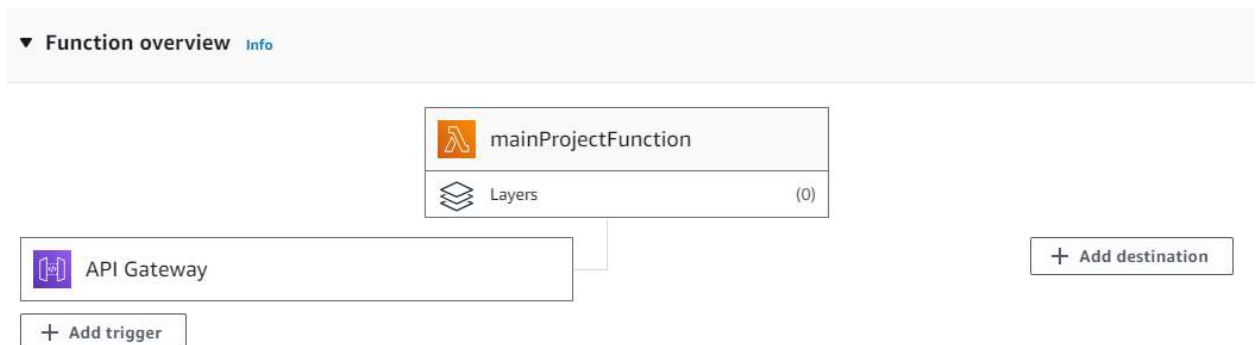 ▼ Function overview Info
mainProjectFunction
Layers (0)
API Gateway
+ Add destination
+ Add trigger